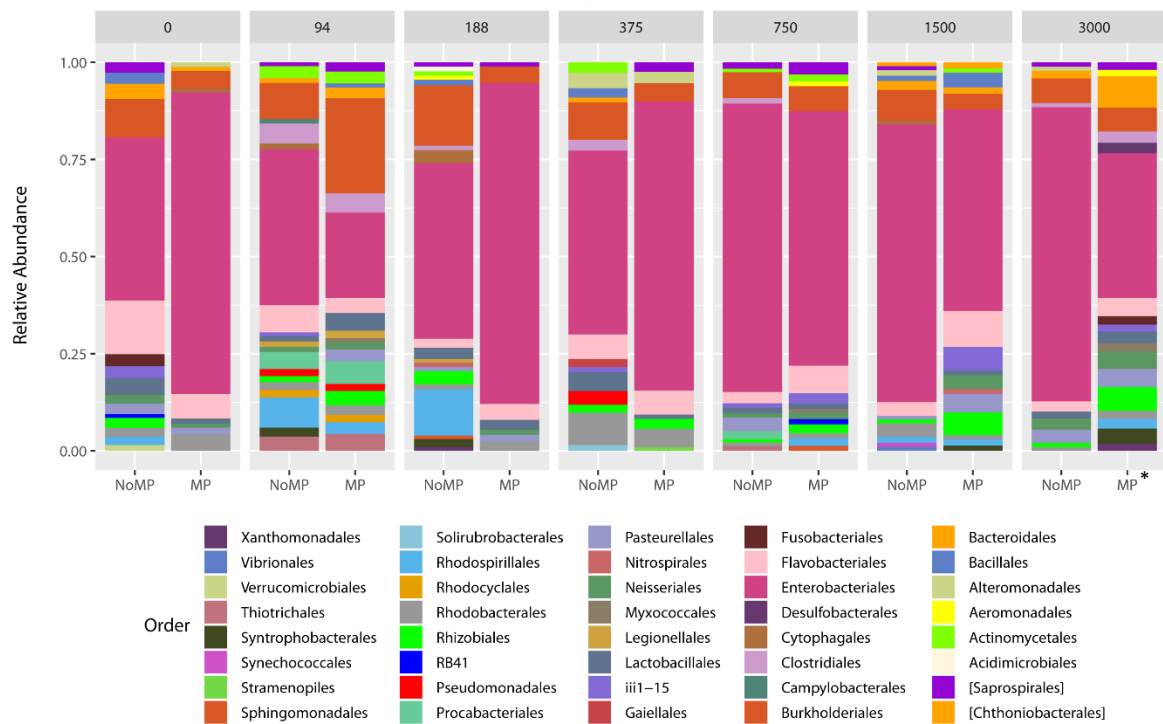 0 94 188 375 750 1500 3000
1.00
0.75
0.50
0.25
0.00
Relative Abundance
NoMP MP NoMP MP NoMP MP NoMP MP NoMP MP NoMP MP NoMP MP *
Order
Xanthomonadales Solirubrobacterales Pasteurellales Fusobacteriales Bacteroidales
Vibrionales Rhodospirillales Nitrospirales Flavobacteriales Bacillales
Verrucomicrobiales Rhodocyclales Neisseriales Enterobacteriales Alteromonadales
Thiotrichales Rhodobacterales Myxococcales Desulfobacterales Aeromonadales
Syntrophobacterales Rhizobiales Legionellales Cytophagales Actinomycetales
Synechococcales RB41 Lactobacillales Clostridiales Acidimicrobiales
Stramenopiles Pseudomonadales iii1−15 Campylobacterales [Saprospirales]
Sphingomonadales Procabacteriales Gaiellales Burkholderiales [Chthoniobacterales]